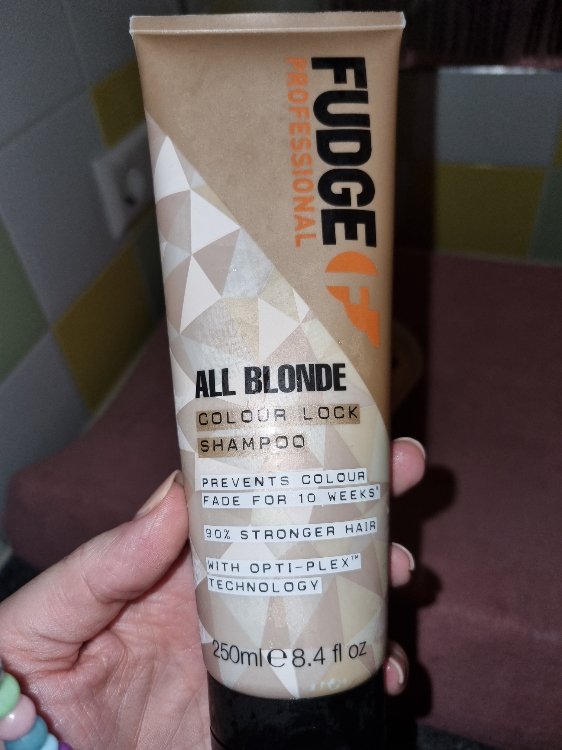 FUDGE
PROFESSIONAL
ALL BLONDE
COLOUR LOCK
SHAMPOO
PREVENTS COLOUR
FADE FOR 10 WEEKS*
90% STRONGER HAIR
WITH OPTI-PLEX™
TECHNOLOGY
250ml e 8.4 fl oz